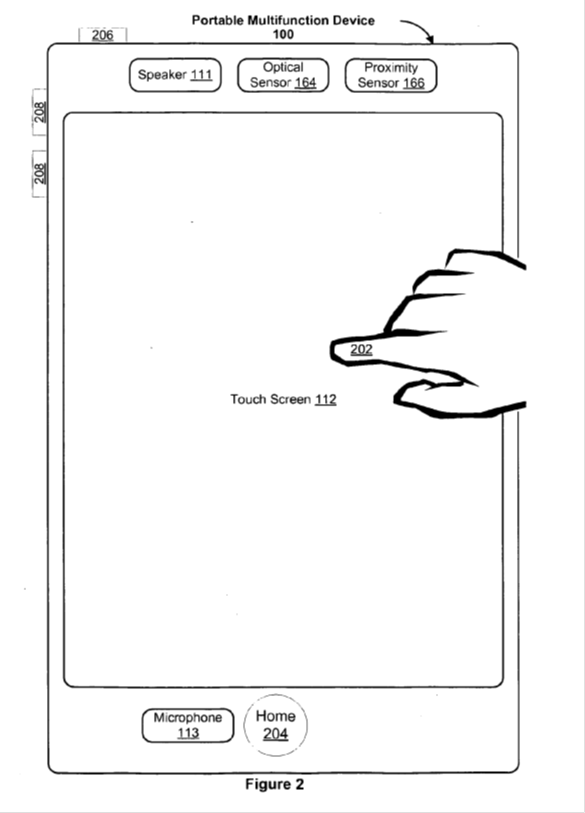 Portable Multifunction Device
100
206
Speaker 111
Optical
Sensor 164
Proximity
Sensor 166
208
208
202
Touch Screen 112
Microphone
113
Home
204
Figure 2